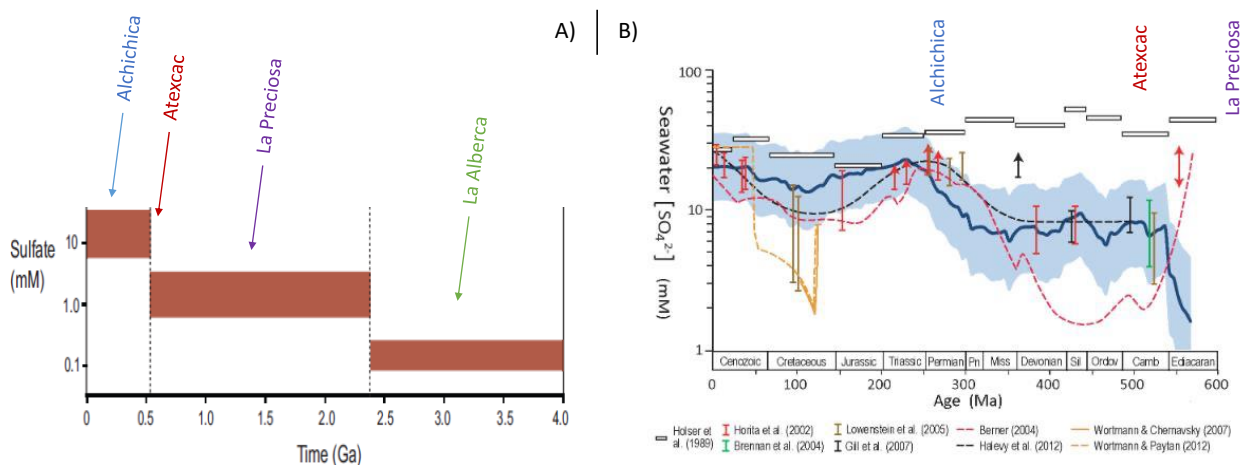 A)
Alchichica
Atexcac
La Preciosa
La Alberca
Sulfate
(mM)
10
1.0
0.1
0 0.5 1.0 1.5 2.0 2.5 3.0 3.5 4.0
Time (Ga)
B)
Alchichica
Atexcac
La Preciosa
Seawater [SO₄²⁻] (mM)
100
10
1
Cenozoic Cretaceous Jurassic Triassic Permian Pn Miss Devonian Sil Ordov Camb Ediacaran
0 100 200 300 400 500 600
Age (Ma)
Holser et al. (1989)
Horita et al. (2002)
Brennan et al. (2004)
Lowenstein et al. (2005)
Gill et al. (2007)
Berner (2004)
Halevy et al. (2012)
Wortmann & Chernavsky (2007)
Wortmann & Paytan (2012)